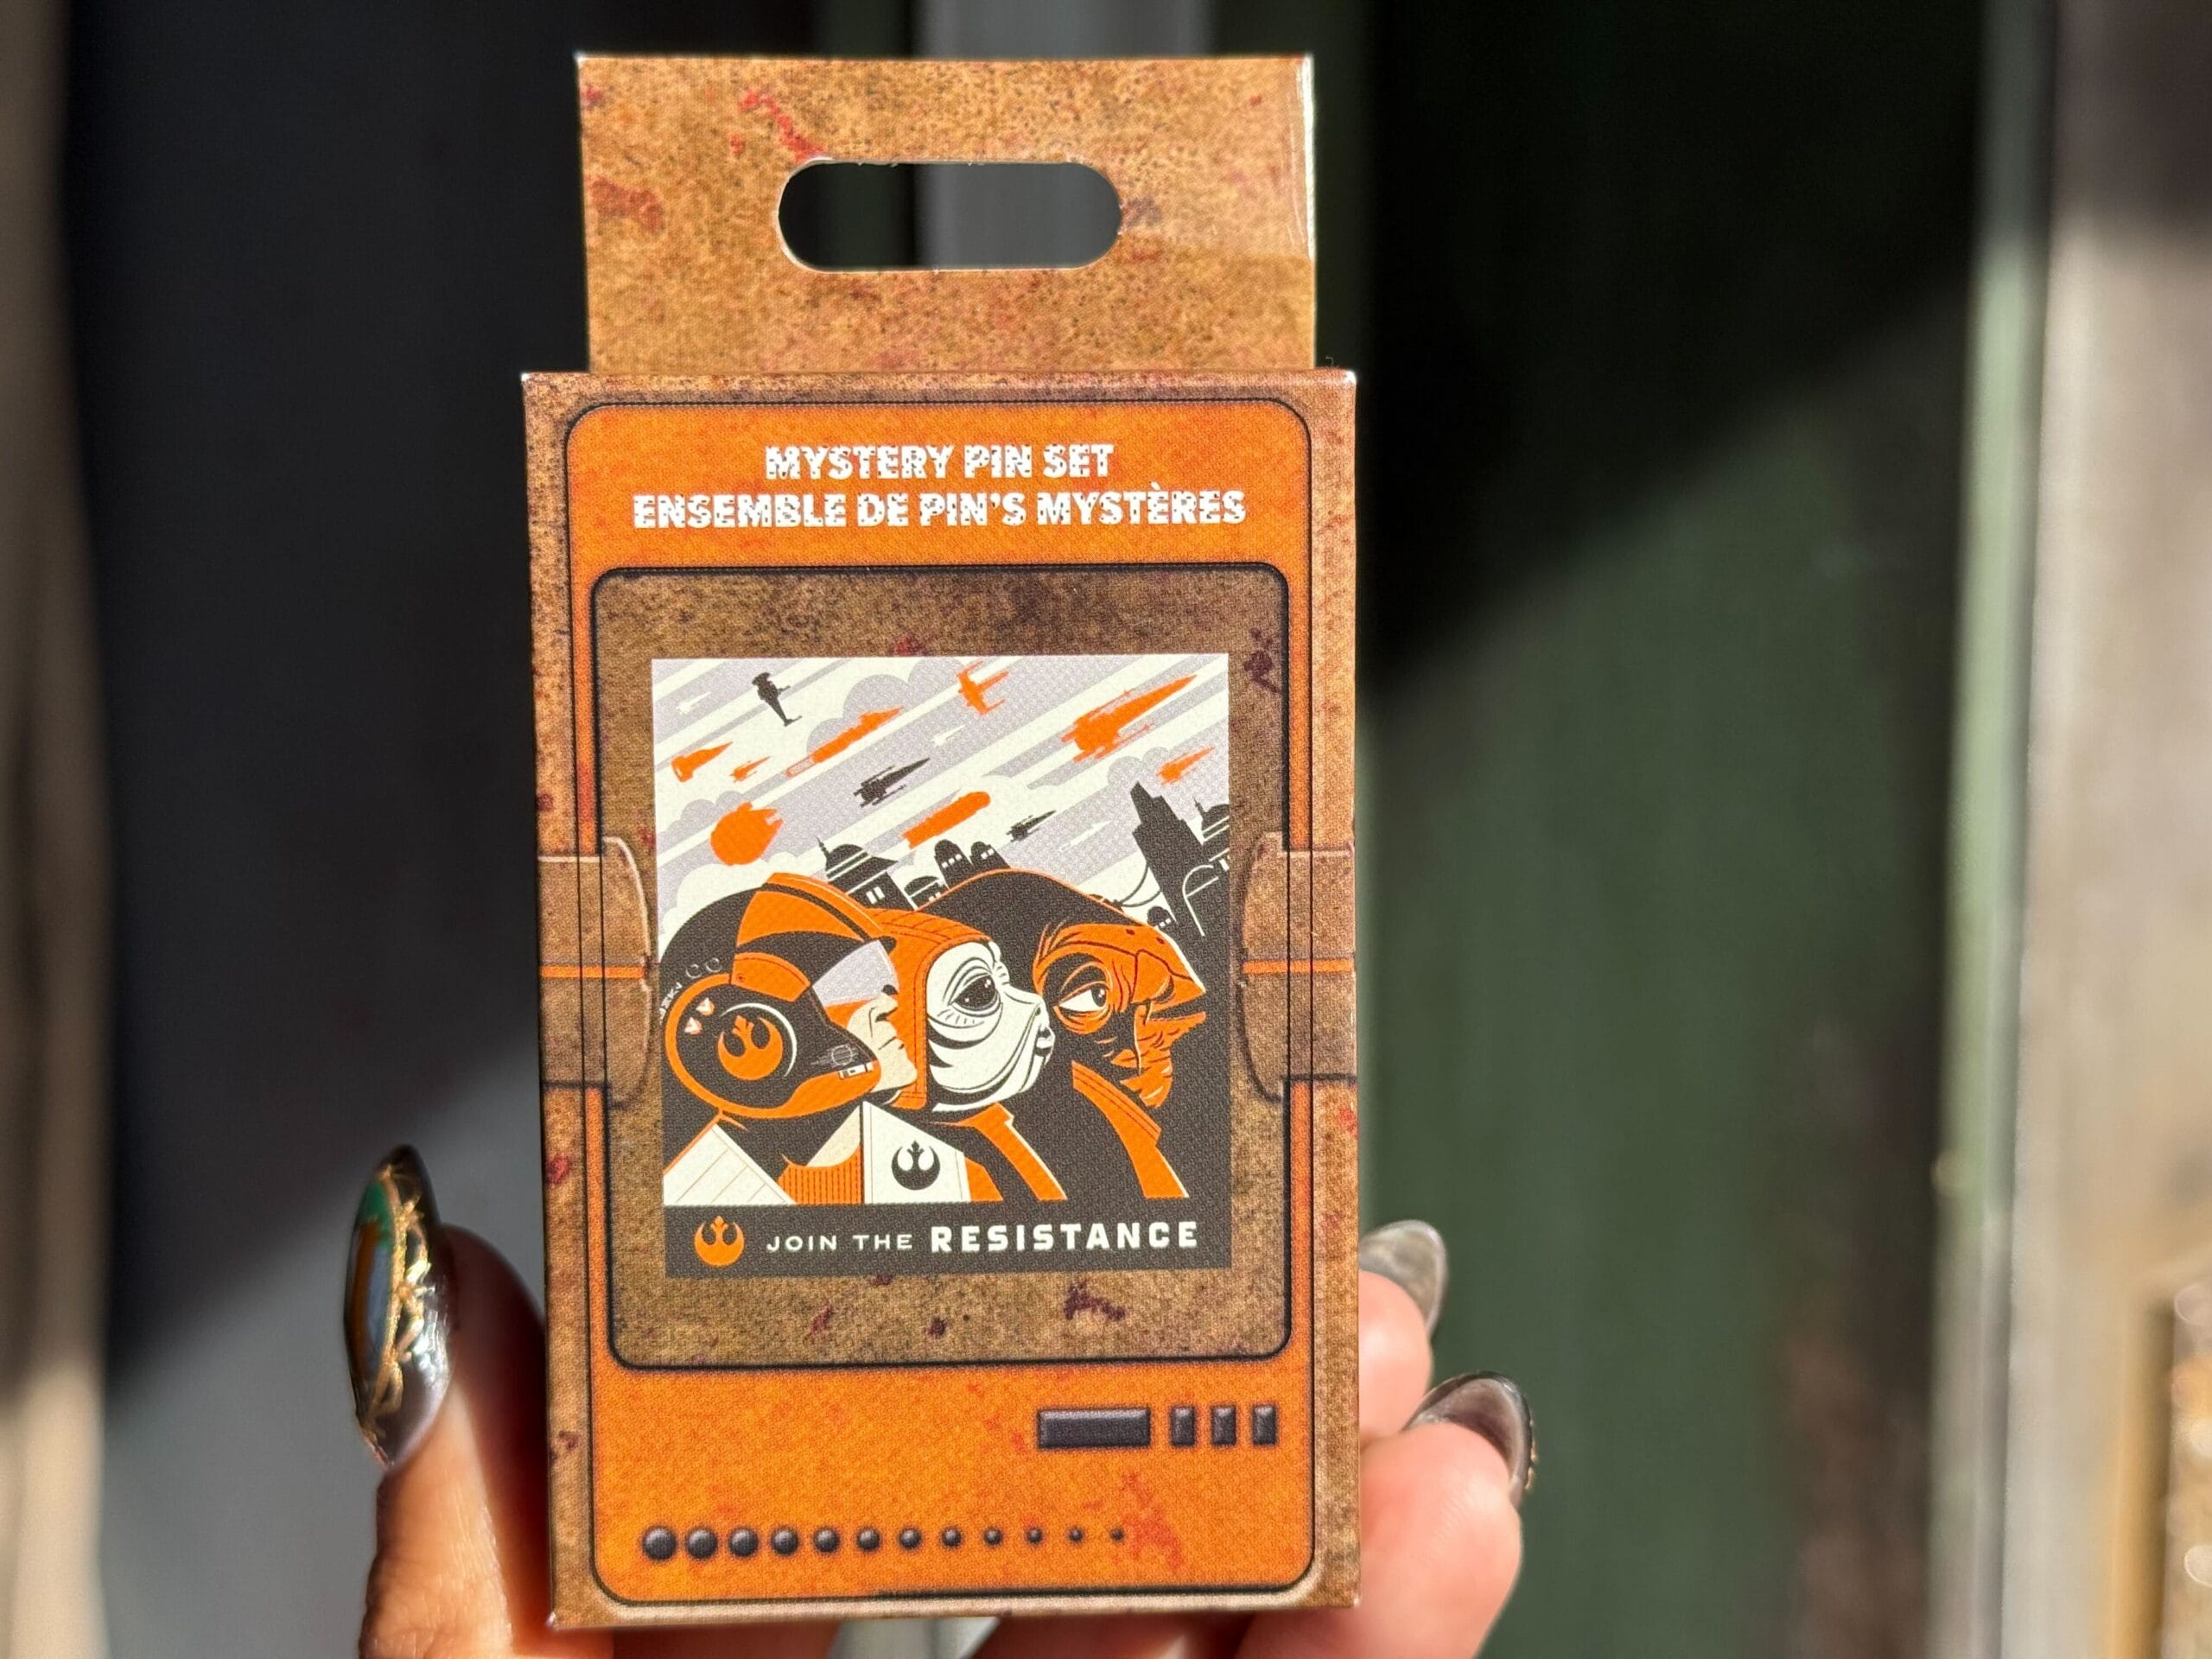 MYSTERY PIN SET
ENSEMBLE DE PIN'S MYSTÈRES
JOIN THE RESISTANCE